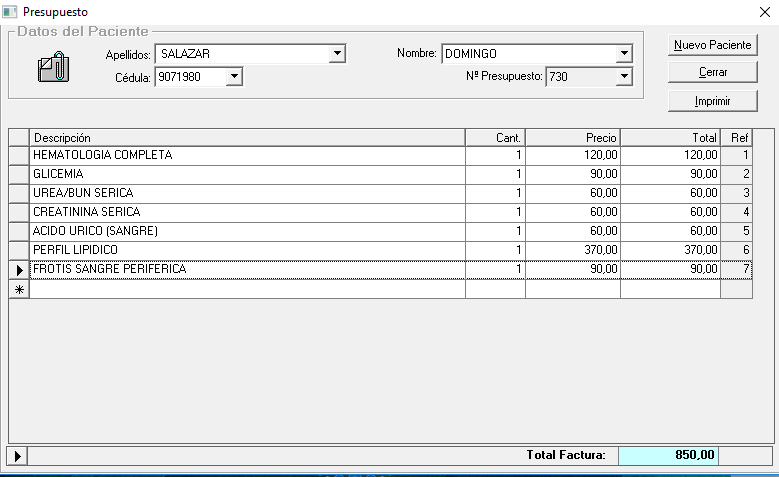 Presupuesto
Datos del Paciente
Apellidos: SALAZAR Nombre: DOMINGO Nuevo Paciente
Cédula: 9071980 Nº Presupuesto: 730 Cerrar
Imprimir
Descripción Cant. Precio Total Ref
HEMATOLOGIA COMPLETA 1 120,00 120,00 1
GLICEMIA 1 90,00 90,00 2
UREA/BUN SERICA 1 60,00 60,00 3
CREATININA SERICA 1 60,00 60,00 4
ACIDO URICO (SANGRE) 1 60,00 60,00 5
PERFIL LIPIDICO 1 370,00 370,00 6
FROTIS SANGRE PERIFERICA 1 90,00 90,00 7
Total Factura: 850,00